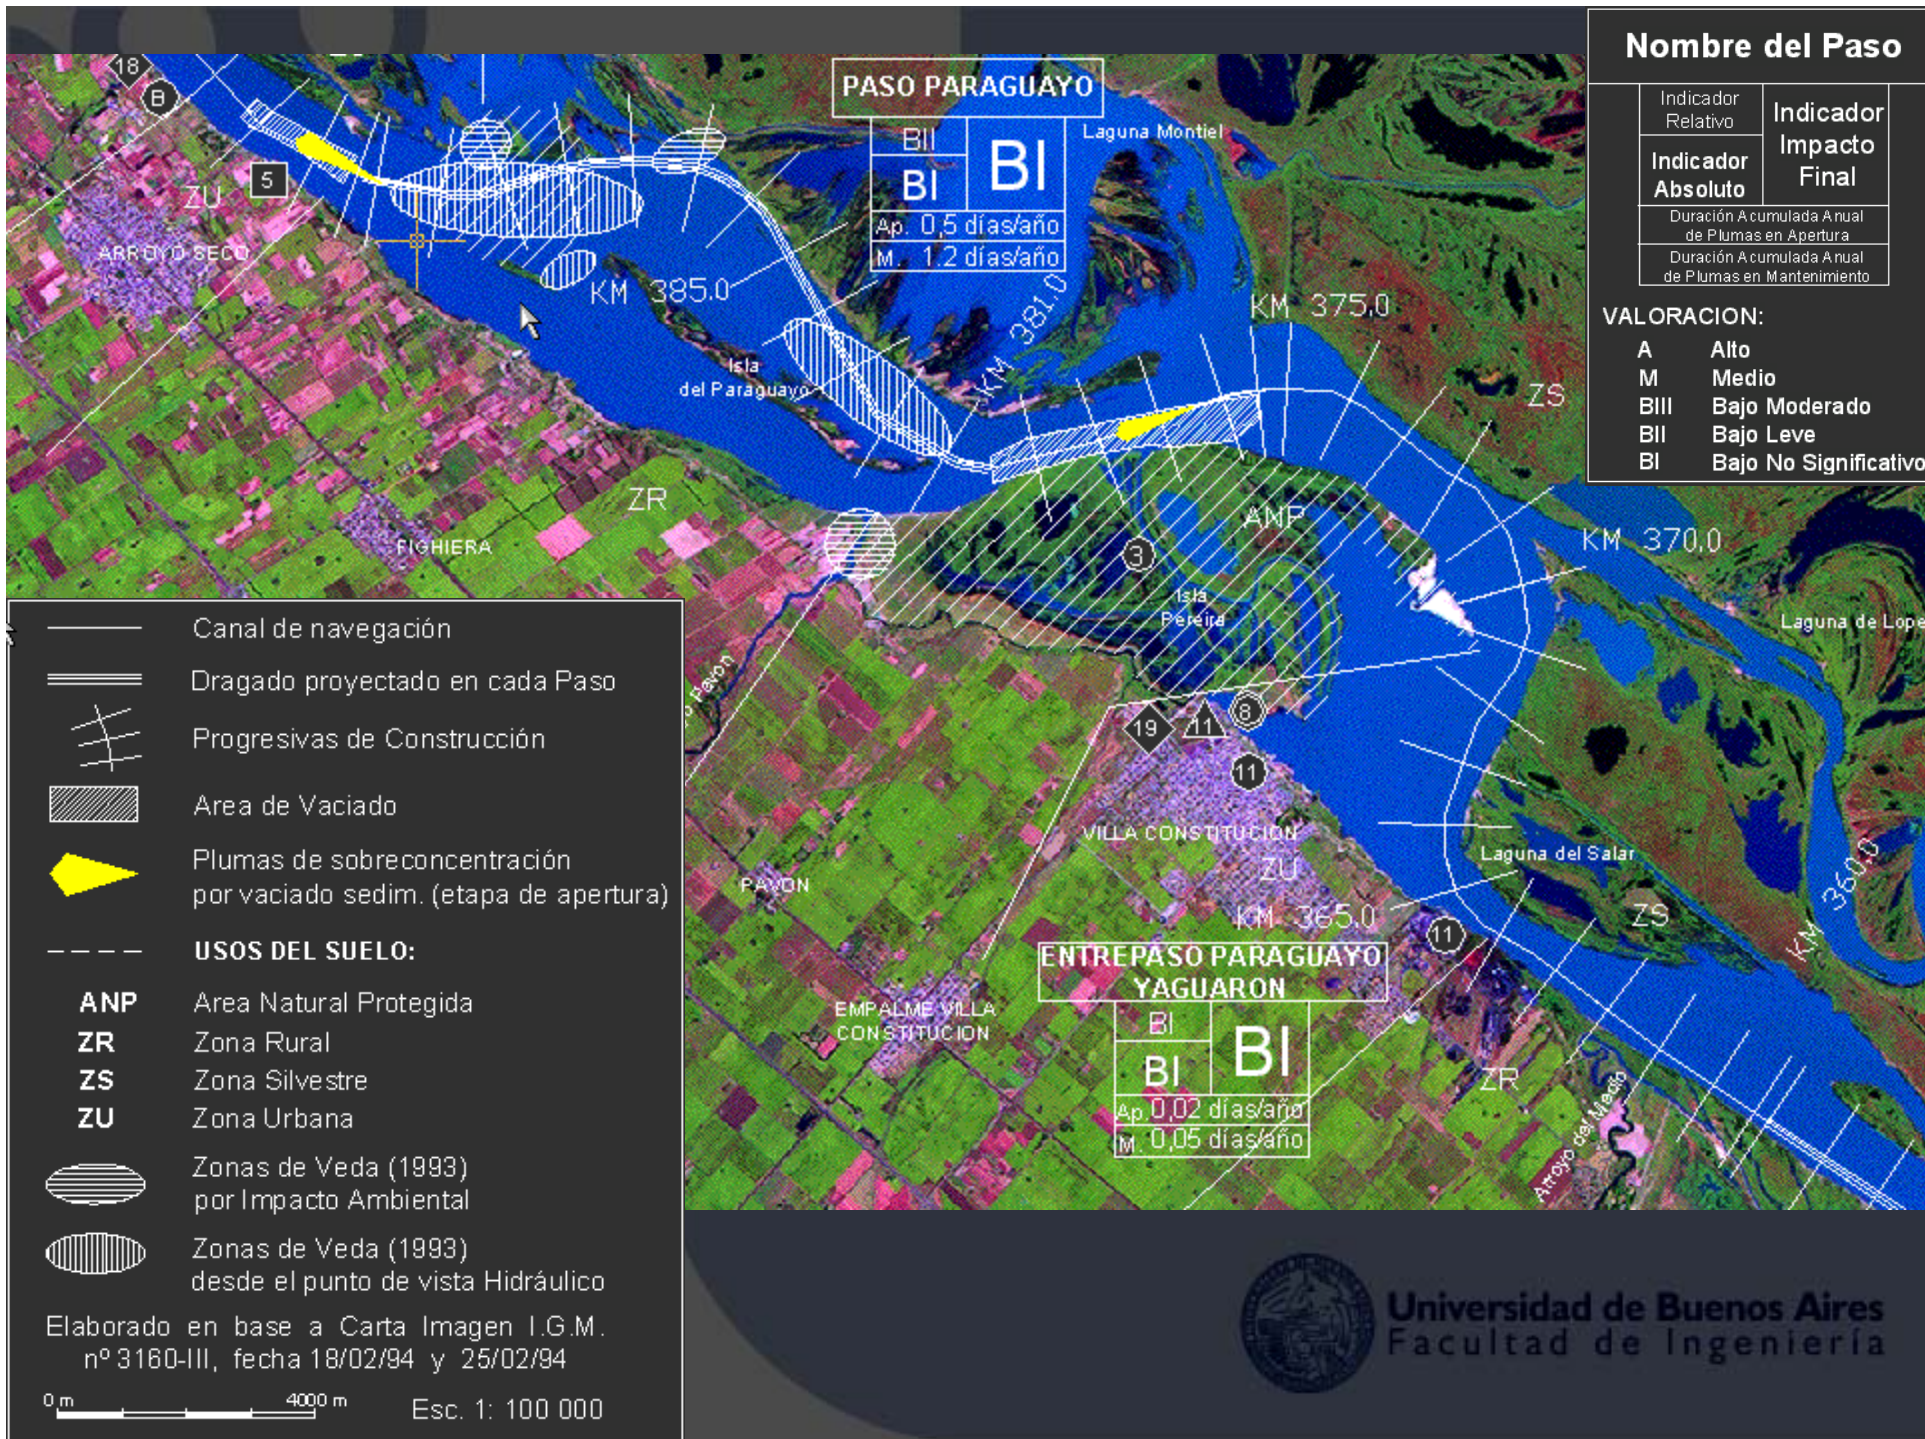 Nombre del Paso
Indicador
Relativo
Indicador
Absoluto
Indicador
Impacto
Final
Duración Acumulada Anual
de Plumas en Apertura
Duración Acumulada Anual
de Plumas en Mantenimiento
VALORACION:
A Alto
M Medio
BIII Bajo Moderado
BII Bajo Leve
BI Bajo No Significativo
PASO PARAGUAYO
BII
BI
BI
Ap. 0,5 días/año
M. 1.2 días/año
Laguna Montiel
18
B
5
ZU
ARROYO SECO
KM 385.0
KM 381.0
KM 375.0
Isla
del Paraguayo
ZS
ZR
FIGHIERA
ANP
3
KM 370,0
Isla
Pereira
Laguna de Lope
Pavon
19
11
8
11
VILLA CONSTITUCION
ZU
Laguna del Salar
PAVON
KM 365.0
11
ZS
KM 360.0
ENTREPASO PARAGUAYO
YAGUARON
BI
BI
BI
Ap. 0,02 días/año
M. 0,05 días/año
EMPALME VILLA
CONSTITUCION
ZR
Arroyo del Medio
Canal de navegación
Dragado proyectado en cada Paso
Progresivas de Construcción
Area de Vaciado
Plumas de sobreconcentración
por vaciado sedim. (etapa de apertura)
USOS DEL SUELO:
ANP Area Natural Protegida
ZR Zona Rural
ZS Zona Silvestre
ZU Zona Urbana
Zonas de Veda (1993)
por Impacto Ambiental
Zonas de Veda (1993)
desde el punto de vista Hidráulico
Elaborado en base a Carta Imagen I.G.M.
nº 3160-III, fecha 18/02/94 y 25/02/94
0 m 4000 m Esc. 1: 100 000
Universidad de Buenos Aires
Facultad de Ingeniería